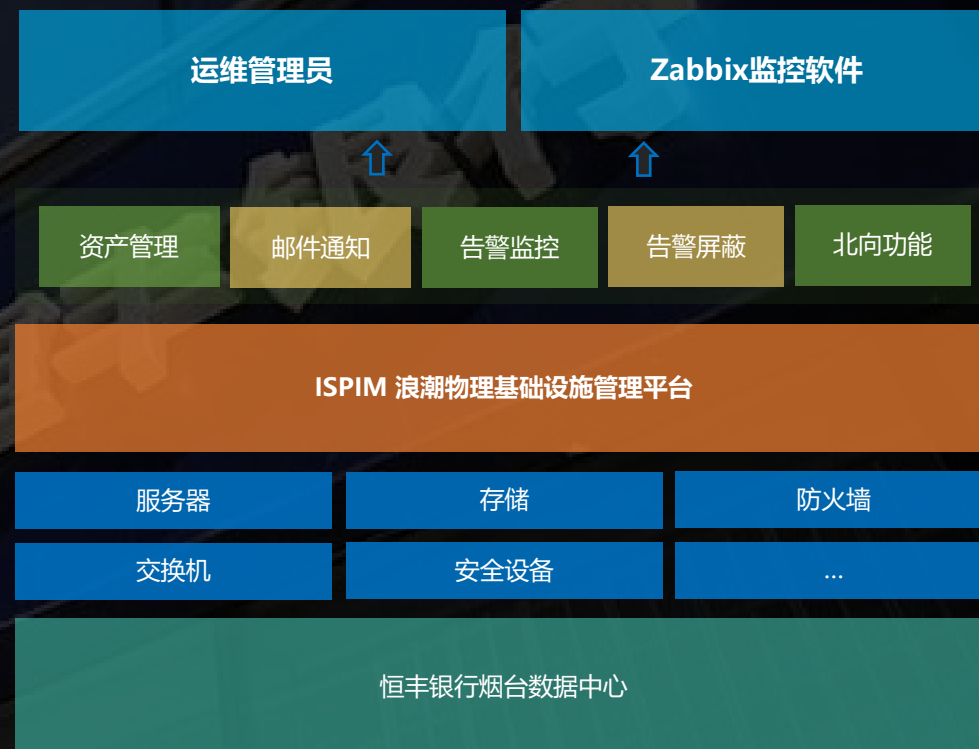 运维管理员
Zabbix监控软件
资产管理
邮件通知
告警监控
告警屏蔽
北向功能
ISPIM 浪潮物理基础设施管理平台
服务器
存储
防火墙
交换机
安全设备
...
恒丰银行烟台数据中心